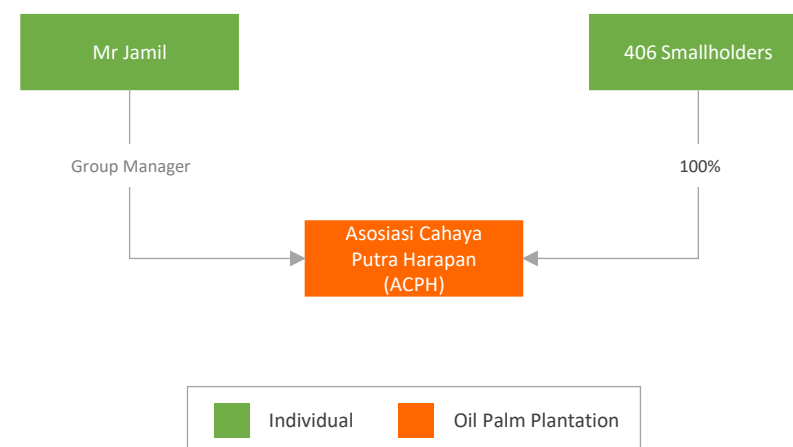 Mr Jamil
406 Smallholders
Group Manager
100%
Asosiasi Cahaya
Putra Harapan
(ACPH)
Individual
Oil Palm Plantation